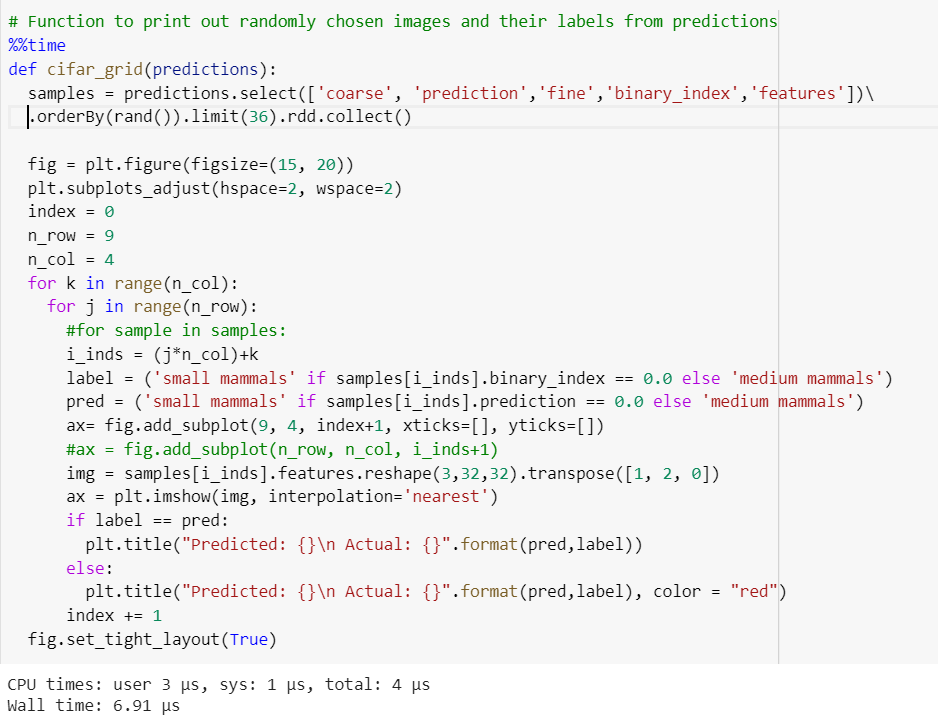 # Function to print out randomly chosen images and their labels from predictions
%%time
def cifar_grid(predictions):
  samples = predictions.select(['coarse', 'prediction','fine','binary_index','features'])\
  .orderBy(rand()).limit(36).rdd.collect()

  fig = plt.figure(figsize=(15, 20))
  plt.subplots_adjust(hspace=2, wspace=2)
  index = 0
  n_row = 9
  n_col = 4
  for k in range(n_col):
    for j in range(n_row):
      #for sample in samples:
      i_inds = (j*n_col)+k
      label = ('small mammals' if samples[i_inds].binary_index == 0.0 else 'medium mammals')
      pred = ('small mammals' if samples[i_inds].prediction == 0.0 else 'medium mammals')
      ax= fig.add_subplot(9, 4, index+1, xticks=[], yticks=[])
      #ax = fig.add_subplot(n_row, n_col, i_inds+1)
      img = samples[i_inds].features.reshape(3,32,32).transpose([1, 2, 0])
      ax = plt.imshow(img, interpolation='nearest')
      if label == pred:
        plt.title("Predicted: {}\n Actual: {}".format(pred,label))
      else:
        plt.title("Predicted: {}\n Actual: {}".format(pred,label), color = "red")
      index += 1
  fig.set_tight_layout(True)
CPU times: user 3 µs, sys: 1 µs, total: 4 µs
Wall time: 6.91 µs